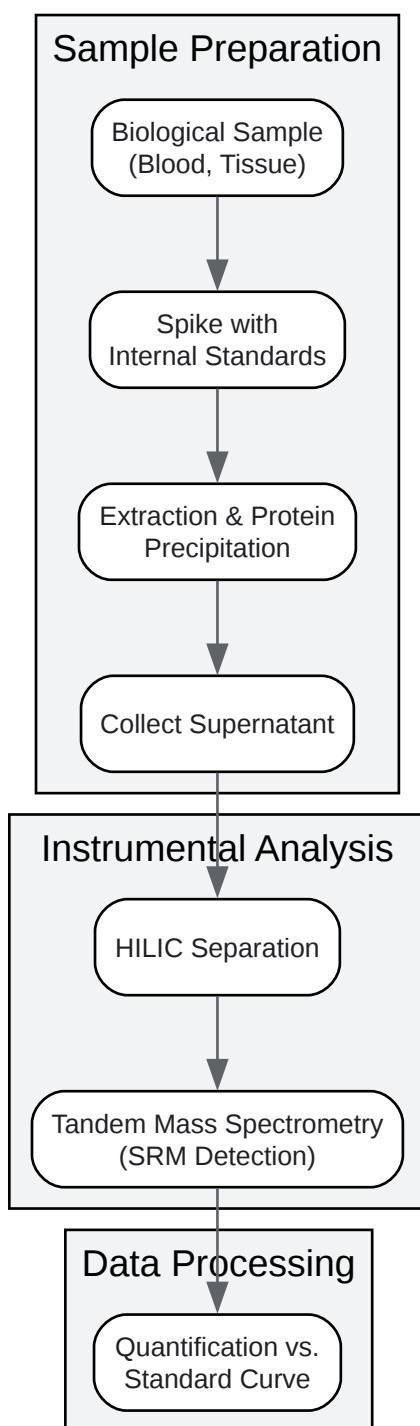 Sample Preparation
Biological Sample
(Blood, Tissue)
Spike with
Internal Standards
Extraction & Protein
Precipitation
Collect Supernatant
Instrumental Analysis
HILIC Separation
Tandem Mass Spectrometry
(SRM Detection)
Data Processing
Quantification vs.
Standard Curve